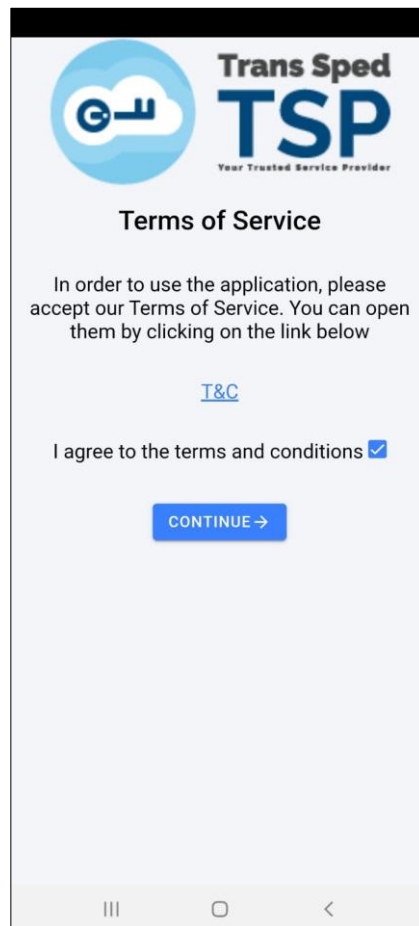 Trans Sped
TSP
Your Trusted Service Provider
Terms of Service
In order to use the application, please
accept our Terms of Service. You can open
them by clicking on the link below
T&C
I agree to the terms and conditions
CONTINUE →